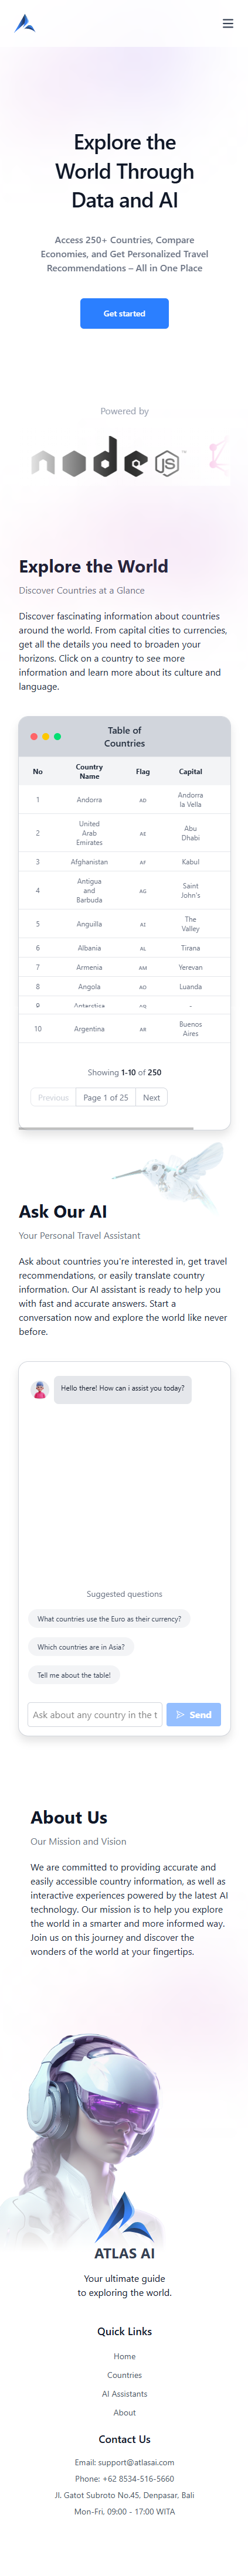 Explore the
World Through
Data and AI
Access 250+ Countries, Compare
Economies, and Get Personalized Travel
Recommendations – All in One Place
Get started
Powered by
node
JS
™
Explore the World
Discover Countries at a Glance
Discover fascinating information about countries
around the world. From capital cities to currencies,
get all the details you need to broaden your
horizons. Click on a country to see more
information and learn more about its culture and
language.
Table of
Countries
No Country Name Flag Capital
1 Andorra AD Andorra la Vella
2 United Arab Emirates AE Abu Dhabi
3 Afghanistan AF Kabul
4 Antigua and Barbuda AG Saint John's
5 Anguilla AI The Valley
6 Albania AL Tirana
7 Armenia AM Yerevan
8 Angola AO Luanda
9 Antarctica AQ -
10 Argentina AR Buenos Aires
Showing 1-10 of 250
Previous Page 1 of 25 Next
Ask Our AI
Your Personal Travel Assistant
Ask about countries you're interested in, get travel
recommendations, or easily translate country
information. Our AI assistant is ready to help you
with fast and accurate answers. Start a
conversation now and explore the world like never
before.
Hello there! How can i assist you today?
Suggested questions
What countries use the Euro as their currency?
Which countries are in Asia?
Tell me about the table!
Ask about any country in the t
Send
About Us
Our Mission and Vision
We are committed to providing accurate and
easily accessible country information, as well as
interactive experiences powered by the latest AI
technology. Our mission is to help you explore
the world in a smarter and more informed way.
Join us on this journey and discover the
wonders of the world at your fingertips.
ATLAS AI
Your ultimate guide
to exploring the world.
Quick Links
Home
Countries
AI Assistants
About
Contact Us
Email: support@atlasai.com
Phone: +62 8534-516-5660
Jl. Gatot Subroto No.45, Denpasar, Bali
Mon-Fri, 09:00 - 17:00 WITA